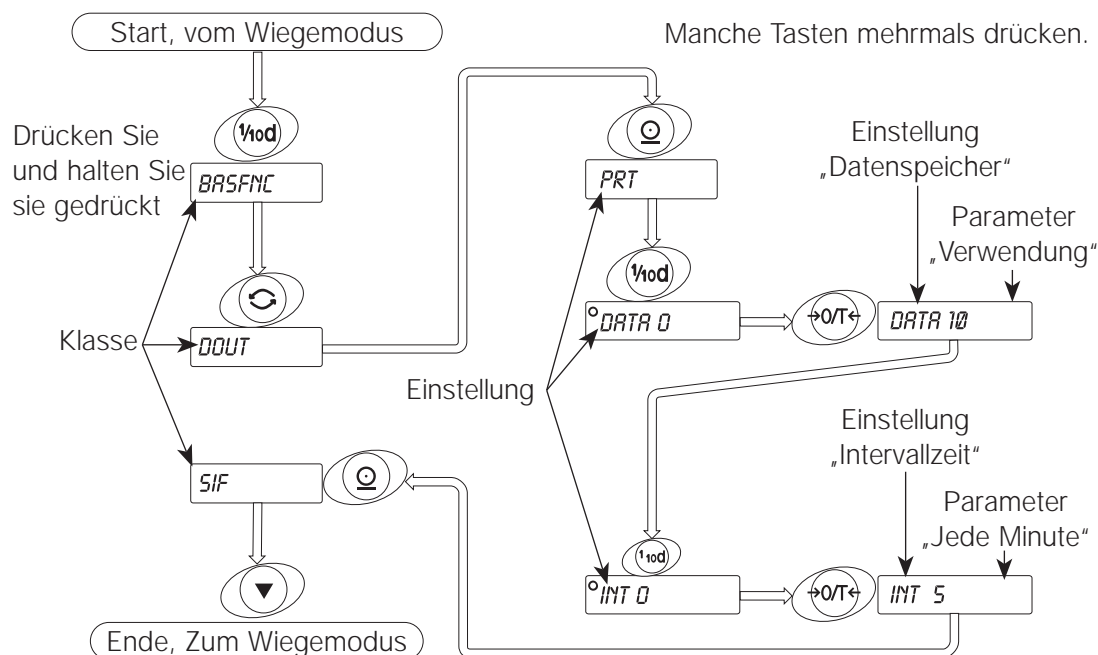 Start, vom Wiegemodus
Manche Tasten mehrmals drücken.
1/10d
Drücken Sie
und halten Sie
sie gedrückt
BASFNC
PRT
Einstellung
„Datenspeicher“
Parameter
„Verwendung“
1/10d
Klasse
DOUT
DATA 0
→0/T←
DATA 10
Einstellung
Einstellung
„Intervallzeit“
SIF
Parameter
„Jede Minute“
1 10d
INT 0
→0/T←
INT 5
Ende, Zum Wiegemodus